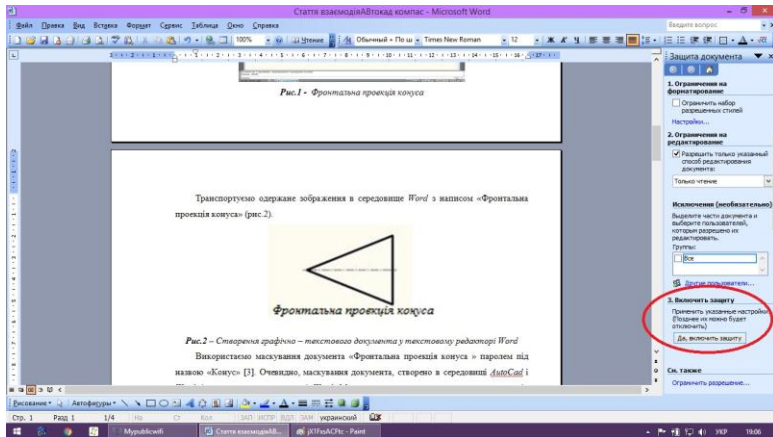 Стаття взаємодіяАВтокад компас - Microsoft Word
Файл Правка Вид Вставка Формат Сервис Таблица Окно Справка
Введите вопрос
100% Чтение Обычный + По ш Times New Roman 12 Ж К Ч
Рис.1 - Фронтальна проекція конуса
Транспортуємо одержане зображення в середовище Word з написом «Фронтальна
проекція конуса» (рис.2).
Фронтальна проекція конуса
Рис.2 – Створення графічно – текстового документа у текстовому редакторі Word
Використаємо маскування документа «Фронтальна проекція конуса » паролем під
назвою «Конус» [3]. Очевидно, маскування документа, створено в середовищі AutoCad і
Защита документа
1. Ограничения на
форматирование
Ограничить набор
разрешенных стилей
Настройки...
2. Ограничения на
редактирование
Разрешить только указанный
способ редактирования
документа:
Только чтение
Исключения (необязательно)
Выделите части документа и
выберите пользователей,
которым разрешено их
редактировать.
Группы:
Все
Другие пользователи...
3. Включить защиту
Применить указанные настройки?
(Позднее их можно будет
отключить)
Да, включить защиту
См. также
Ограничить разрешение...
Рисование Автофигуры
Стр. 1 Разд 1 1/4 На Ст Кол ЗАП ИСПР ВДЛ ЗАМ украинский
Mypublicwifi Стаття взаємодіяАВ... jX1FrsACPtc - Paint УКР 19:06